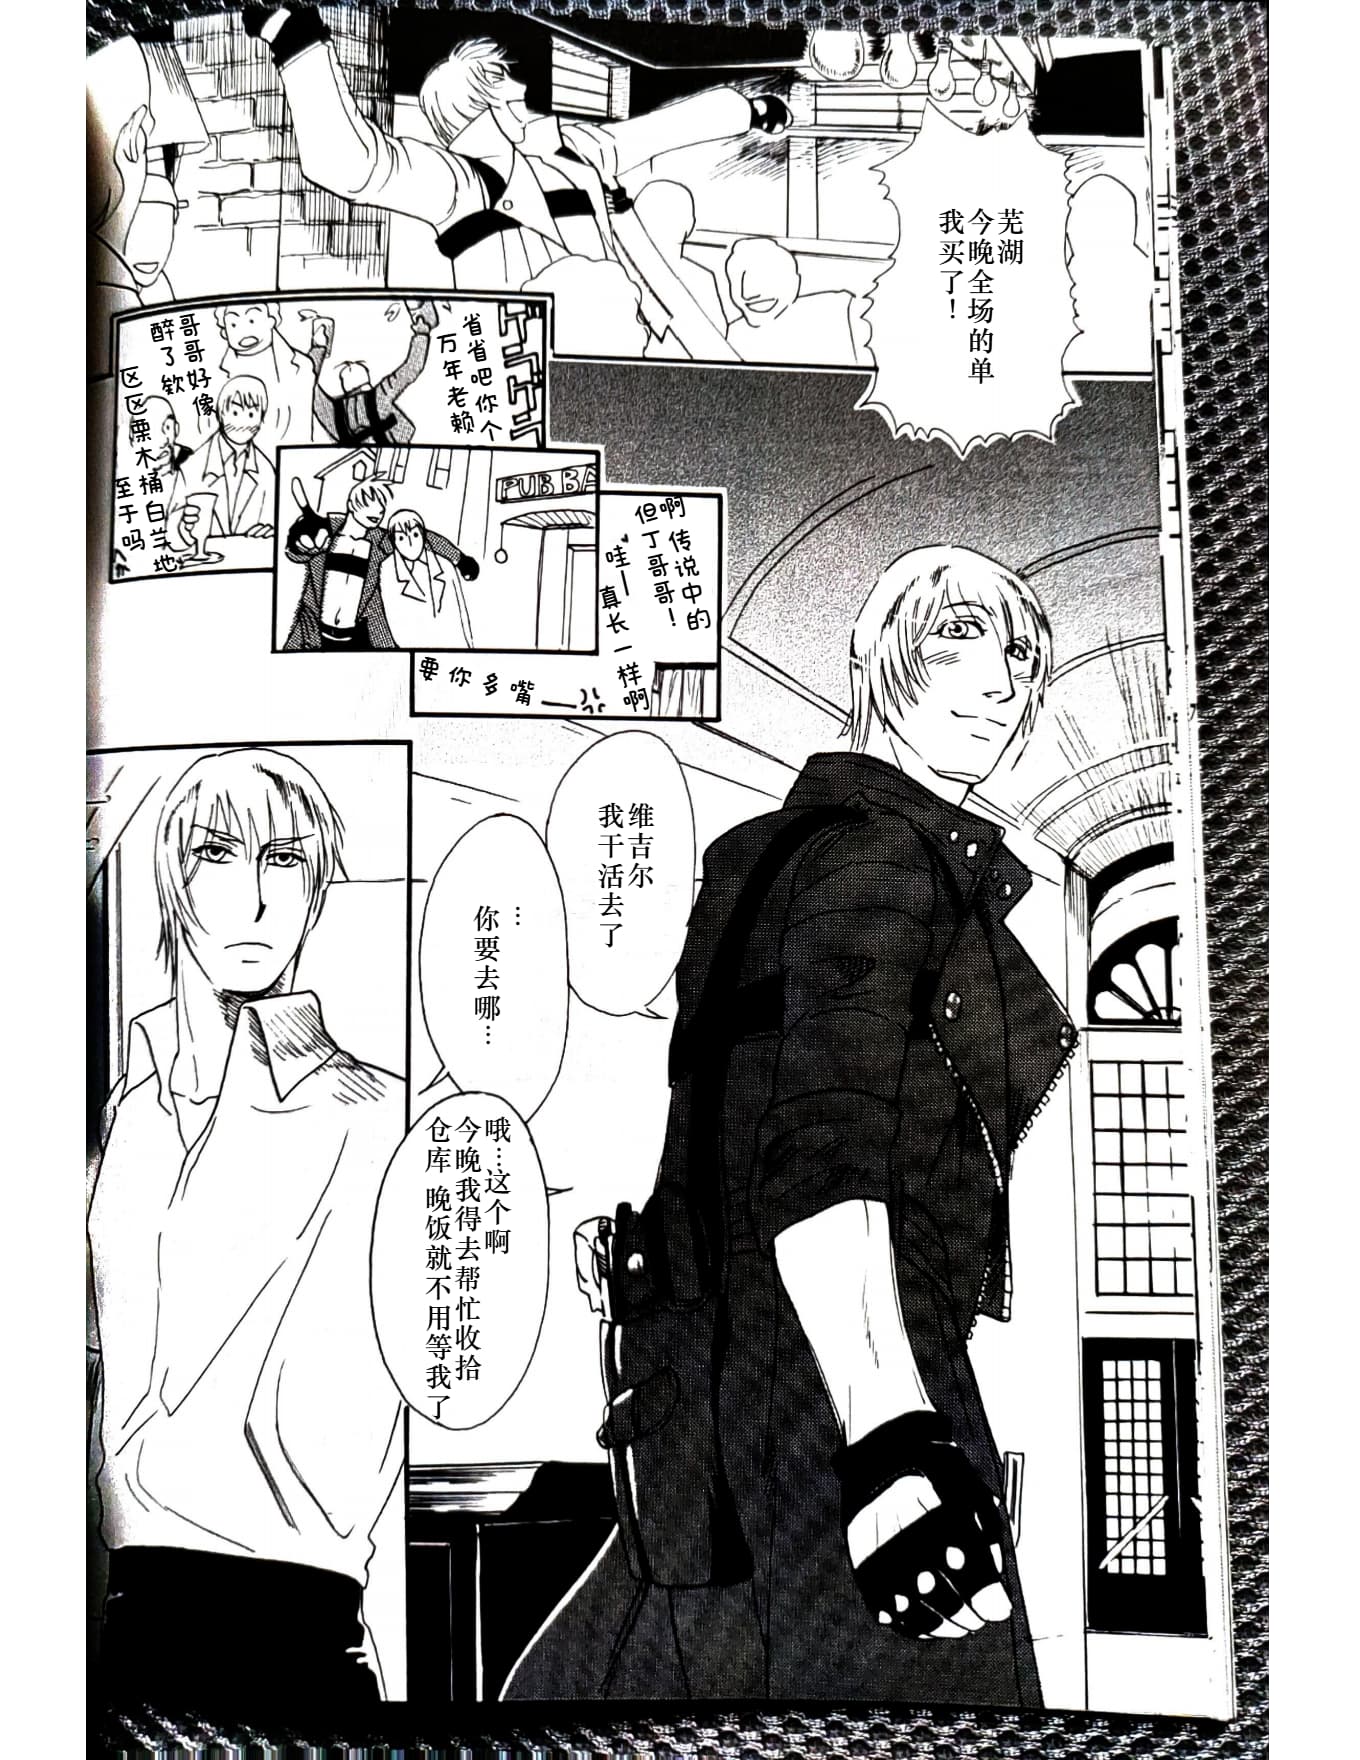 芜湖
今晚全场的单
我买了！
省省吧你个
万年老赖
哥哥好像
醉了欸
区区栗木桶白兰地
至于吗
PUB BA
啊传说中的
但丁哥哥！
哇—
真长一样啊
要你多嘴—
维吉尔
我干活去了
…
你要去哪…
哦…这个啊
今晚我得去帮忙收拾
仓库 晚饭就不用等我了